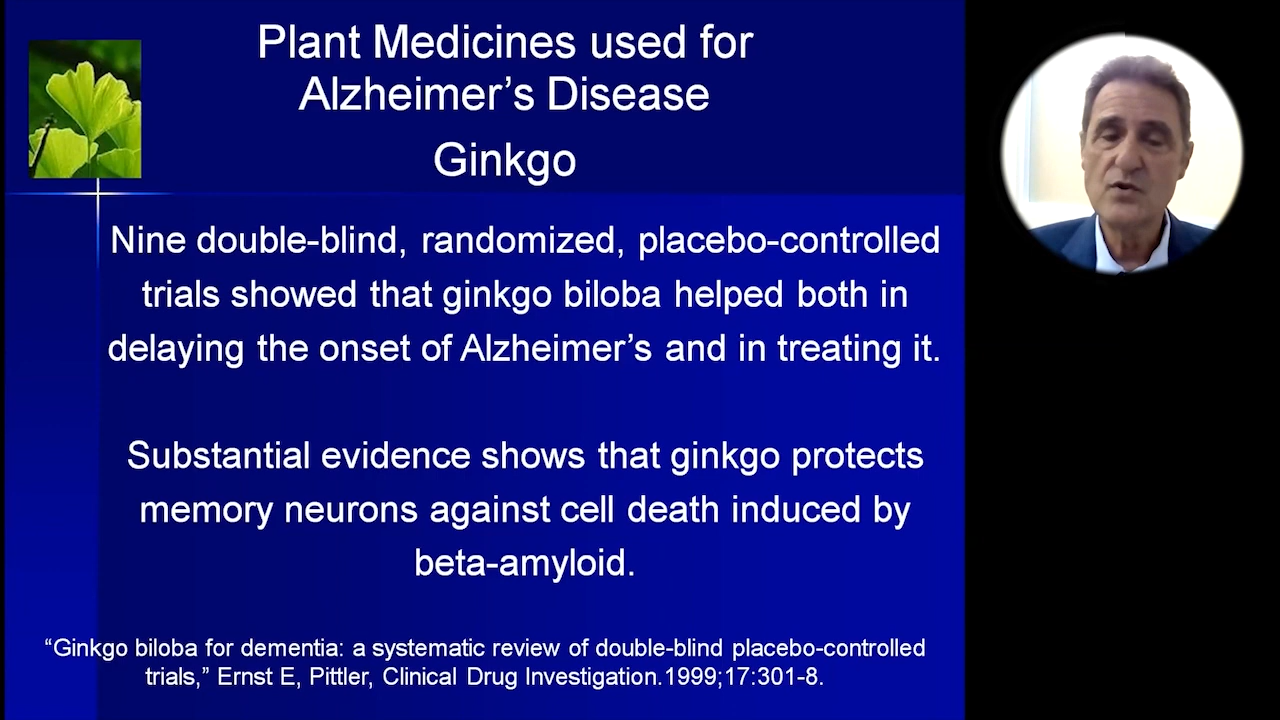 Plant Medicines used for
Alzheimer’s Disease
Ginkgo
Nine double-blind, randomized, placebo-controlled
trials showed that ginkgo biloba helped both in
delaying the onset of Alzheimer’s and in treating it.
Substantial evidence shows that ginkgo protects
memory neurons against cell death induced by
beta-amyloid.
“Ginkgo biloba for dementia: a systematic review of double-blind placebo-controlled
trials,” Ernst E, Pittler, Clinical Drug Investigation.1999;17:301-8.